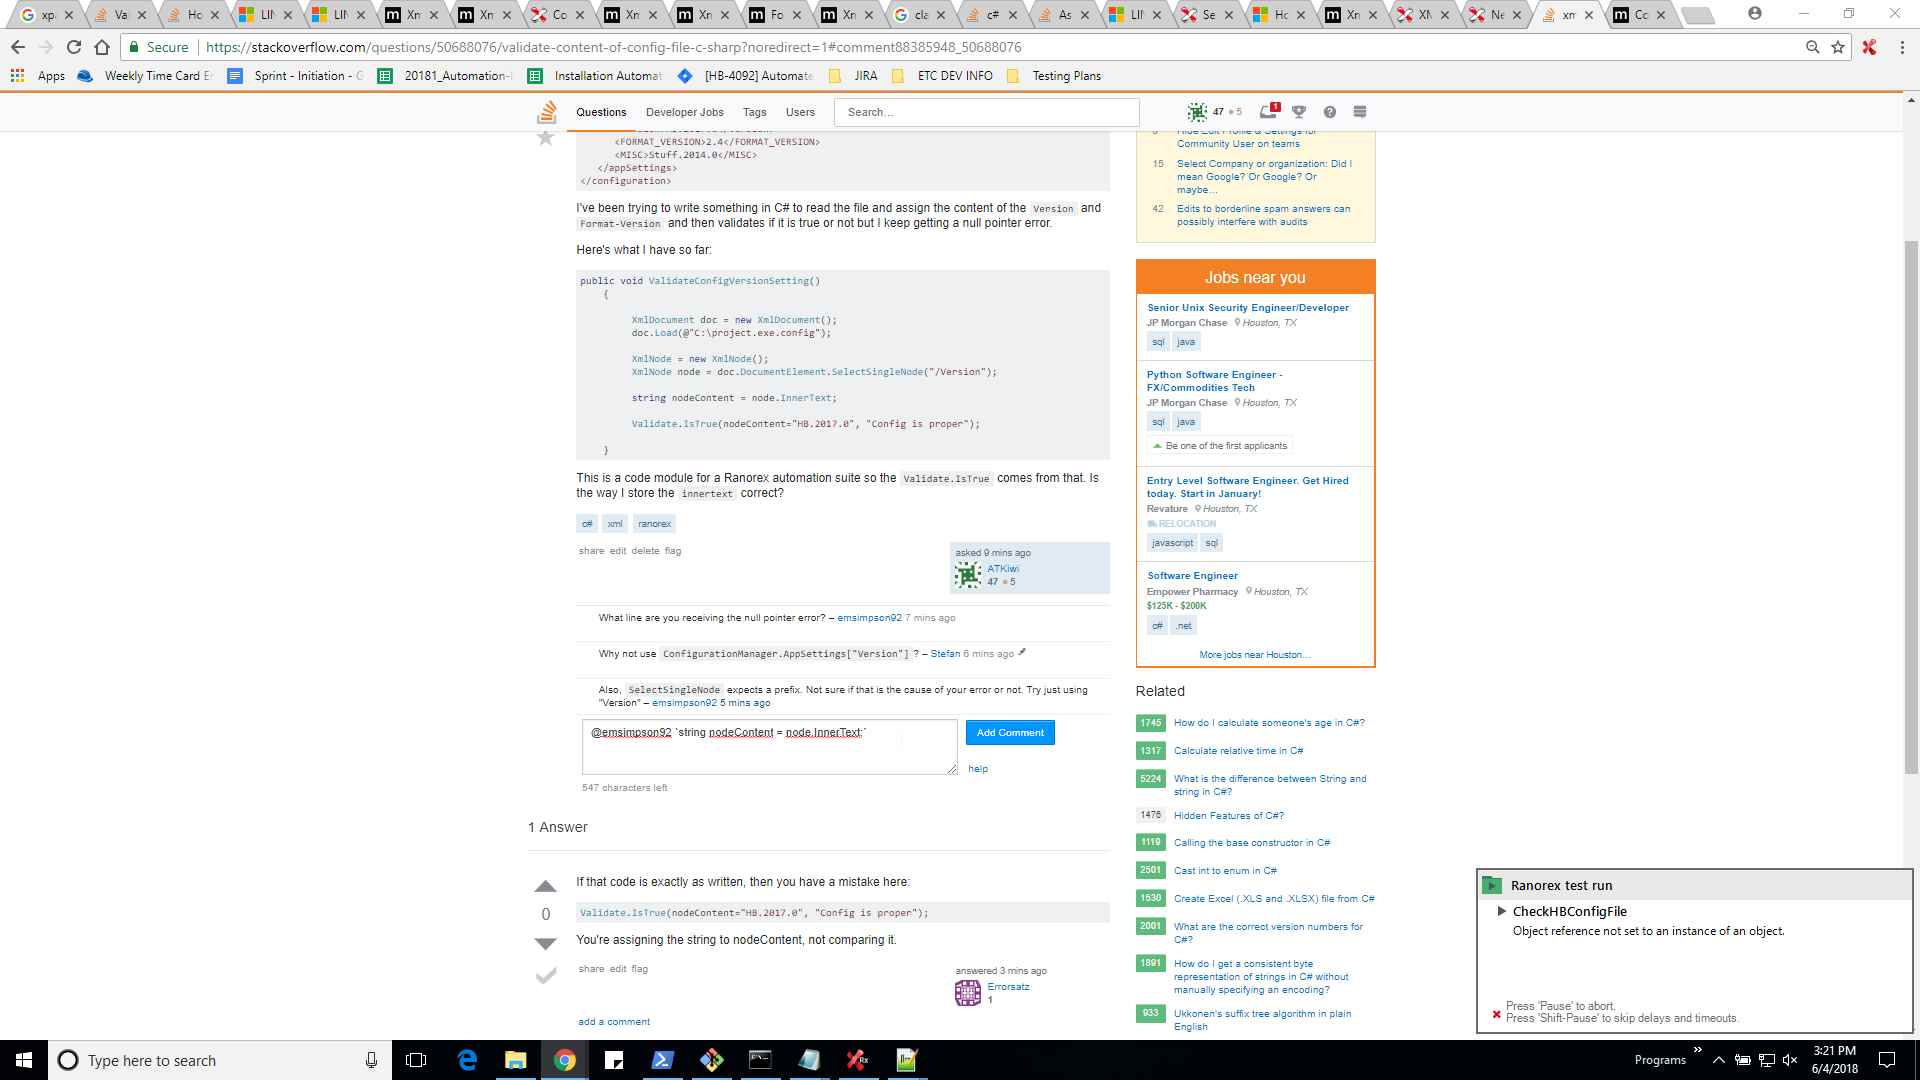 xp
Va
Ho
LIN
LIN
Xm
Xm
Co
Xm
Xm
Fo
Xm
cla
c#
As
LIN
Se
Ho
Xm
XM
Ne
xm
Co
Secure | https://stackoverflow.com/questions/50688076/validate-content-of-config-file-c-sharp?noredirect=1#comment88385948_50688076
Apps Weekly Time Card Er Sprint - Initiation - G 20181_Automation- Installation Automat [HB-4092] Automate JIRA ETC DEV INFO Testing Plans
Questions Developer Jobs Tags Users Search... 47 5 1
<FORMAT_VERSION>2.4</FORMAT_VERSION>
<MISC>Stuff.2014.0</MISC>
</appSettings>
</configuration>
I've been trying to write something in C# to read the file and assign the content of the Version and
Format-Version and then validates if it is true or not but I keep getting a null pointer error.
Here's what I have so far:
public void ValidateConfigVersionSetting()
{
XmlDocument doc = new XmlDocument();
doc.Load(@"C:\project.exe.config");
XmlNode = new XmlNode();
XmlNode node = doc.DocumentElement.SelectSingleNode("/Version");
string nodeContent = node.InnerText;
Validate.IsTrue(nodeContent="HB.2017.0", "Config is proper");
}
This is a code module for a Ranorex automation suite so the Validate.IsTrue comes from that. Is
the way I store the innertext correct?
c# xml ranorex
share edit delete flag
asked 9 mins ago
ATKiwi
47 5
What line are you receiving the null pointer error? – emsimpson92 7 mins ago
Why not use ConfigurationManager.AppSettings["Version"] ? – Stefan 6 mins ago
Also, SelectSingleNode expects a prefix. Not sure if that is the cause of your error or not. Try just using
"Version" – emsimpson92 5 mins ago
@emsimpson92 `string nodeContent = node.InnerText;`
Add Comment
help
547 characters left
1 Answer
If that code is exactly as written, then you have a mistake here:
0
Validate.IsTrue(nodeContent="HB.2017.0", "Config is proper");
You're assigning the string to nodeContent, not comparing it.
share edit flag
answered 3 mins ago
Errorsatz
1
add a comment
Hide Edit Profile & Settings for
Community User on teams
15 Select Company or organization: Did I
mean Google? Or Google? Or
maybe...
42 Edits to borderline spam answers can
possibly interfere with audits
Jobs near you
Senior Unix Security Engineer/Developer
JP Morgan Chase Houston, TX
sql java
Python Software Engineer -
FX/Commodities Tech
JP Morgan Chase Houston, TX
sql java
Be one of the first applicants
Entry Level Software Engineer. Get Hired
today. Start in January!
Revature Houston, TX
RELOCATION
javascript sql
Software Engineer
Empower Pharmacy Houston, TX
$125K - $200K
c# .net
More jobs near Houston...
Related
1745 How do I calculate someone's age in C#?
1317 Calculate relative time in C#
5224 What is the difference between String and
string in C#?
1476 Hidden Features of C#?
1119 Calling the base constructor in C#
2501 Cast int to enum in C#
1630 Create Excel (.XLS and .XLSX) file from C#
2001 What are the correct version numbers for
C#?
1891 How do I get a consistent byte
representation of strings in C# without
manually specifying an encoding?
933 Ukkonen's suffix tree algorithm in plain
English
Ranorex test run
CheckHBConfigFile
Object reference not set to an instance of an object.
Press 'Pause' to abort.
Press 'Shift-Pause' to skip delays and timeouts.
Type here to search
Programs
3:21 PM
6/4/2018